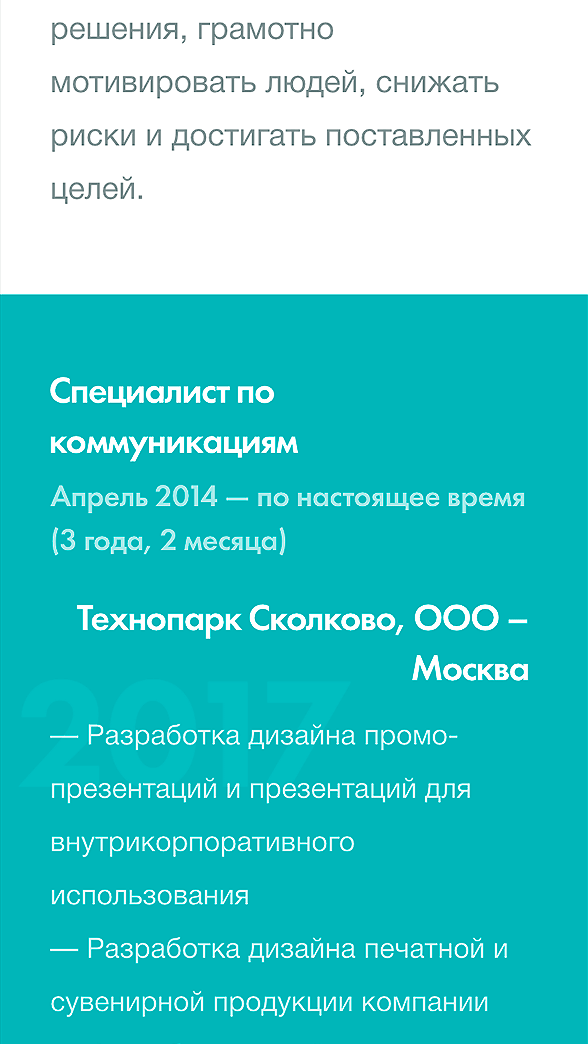 решения, грамотно
мотивировать людей, снижать
риски и достигать поставленных
целей.
Специалист по
коммуникациям
Апрель 2014 — по настоящее время
(3 года, 2 месяца)
Технопарк Сколково, ООО –
Москва
2017
— Разработка дизайна промо-
презентаций и презентаций для
внутрикорпоративного
использования
— Разработка дизайна печатной и
сувенирной продукции компании